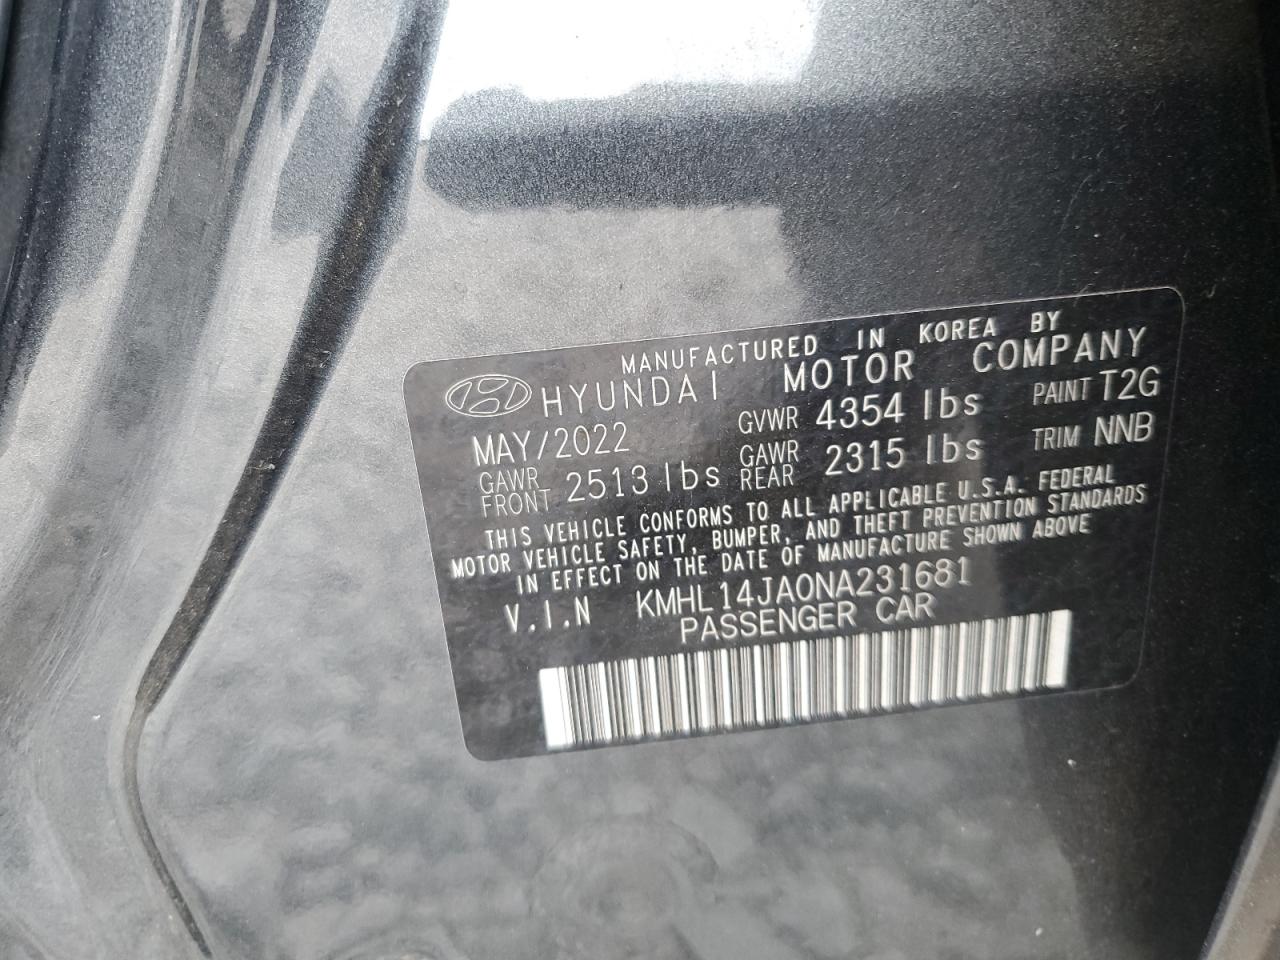 MANUFACTURED IN KOREA BY
HYUNDAI MOTOR COMPANY
MAY/2022 GVWR 4354 lbs PAINT T2G
GAWR FRONT 2513 lbs GAWR REAR 2315 lbs TRIM NNB
THIS VEHICLE CONFORMS TO ALL APPLICABLE U.S.A. FEDERAL
MOTOR VEHICLE SAFETY, BUMPER, AND THEFT PREVENTION STANDARDS
IN EFFECT ON THE DATE OF MANUFACTURE SHOWN ABOVE
V.I.N KMHL14JA0NA231681
PASSENGER CAR